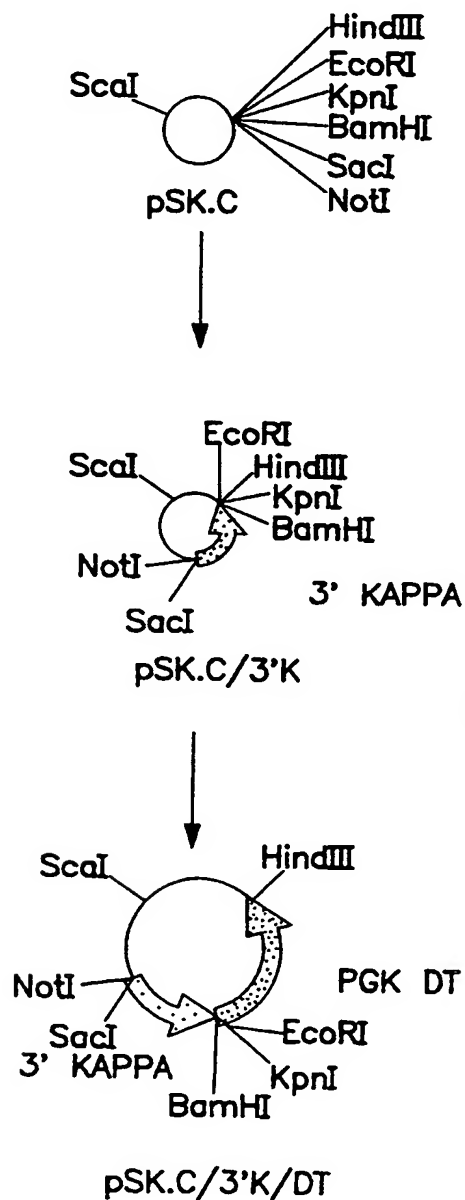 HindIII
EcoRI
ScaI
KpnI
BamHI
SacI
NotI
pSK.C
EcoRI
ScaI
HindIII
KpnI
BamHI
NotI
3' KAPPA
SacI
pSK.C/3'K
ScaI
HindIII
NotI
PGK DT
SacI
EcoRI
3' KAPPA
KpnI
BamHI
pSK.C/3'K/DT